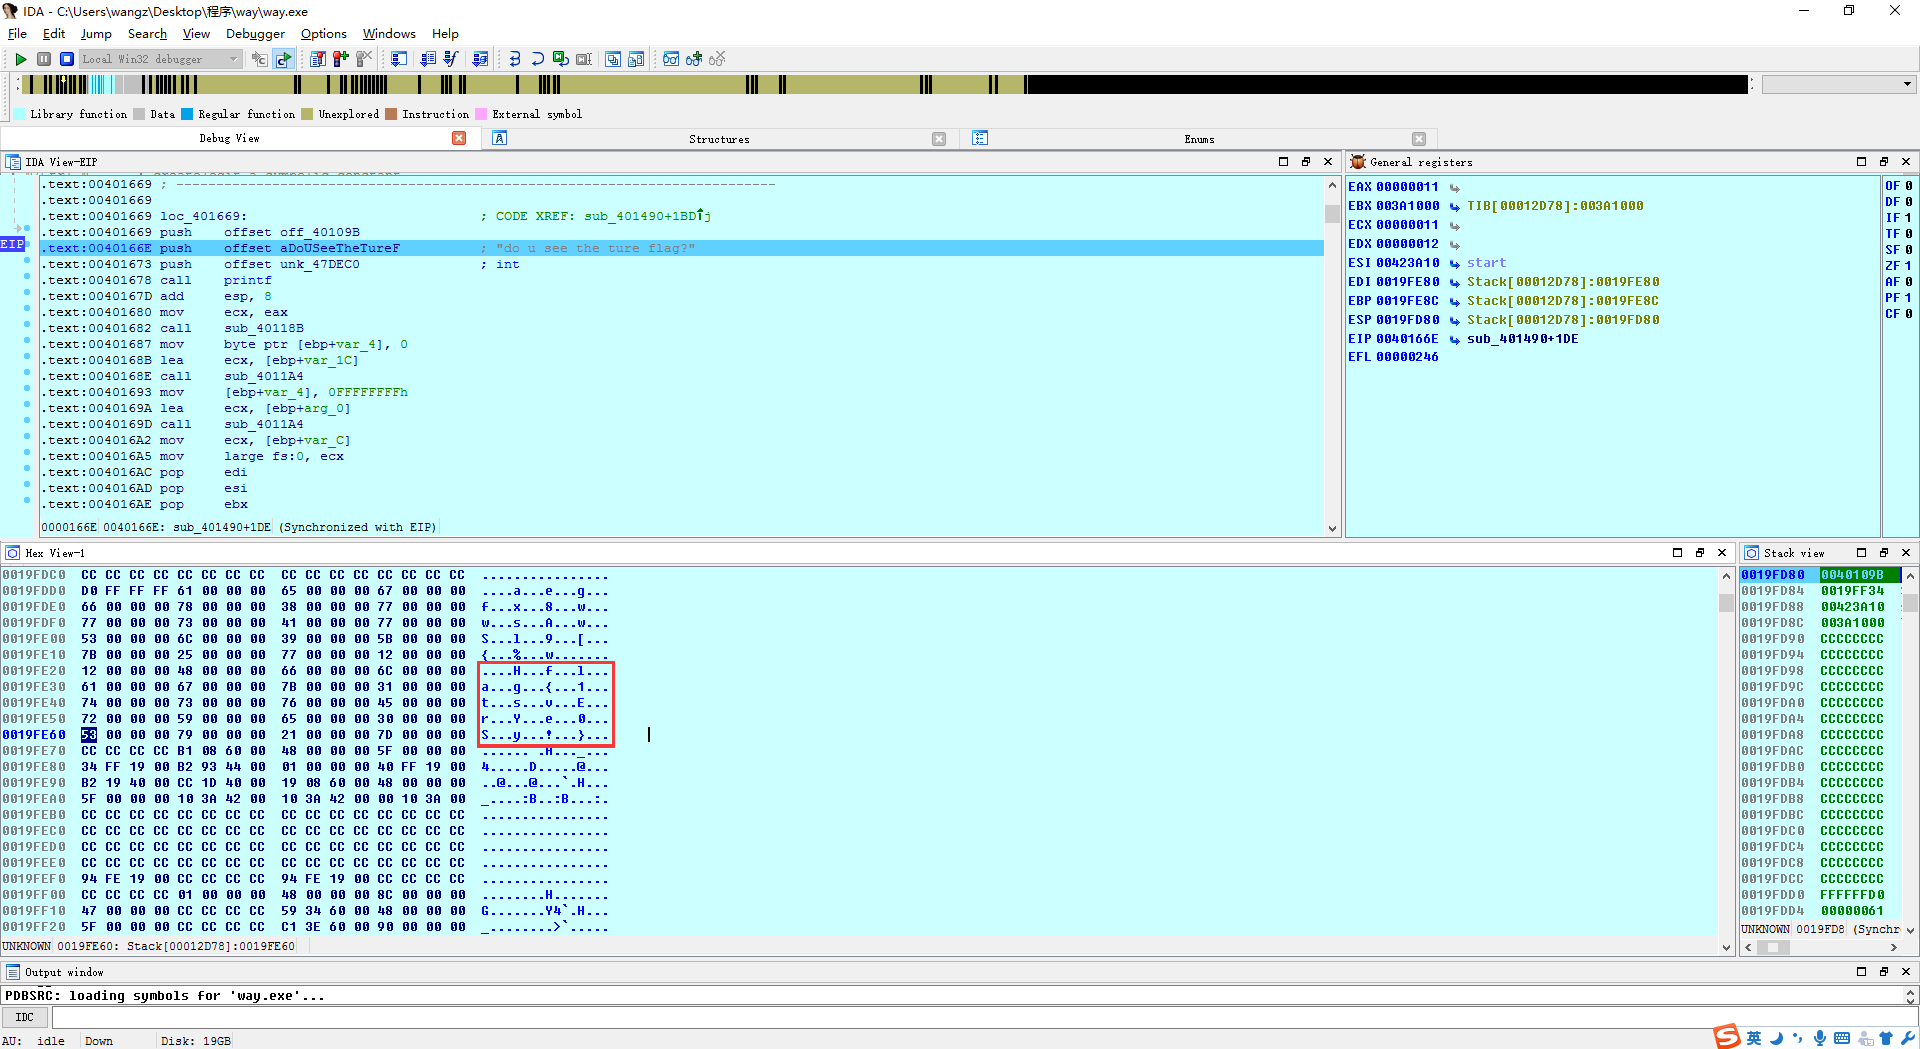 IDA - C:\Users\wangz\Desktop\程序\way\way.exe
File Edit Jump Search View Debugger Options Windows Help
Local Win32 debugger
Library function Data Regular function Unexplored Instruction External symbol
Debug View Structures Enums
IDA View-EIP
.text:00401669 ; ---------------------------------------------------------------------------
.text:00401669
.text:00401669 loc_401669: ; CODE XREF: sub_401490+1BD↑j
.text:00401669 push offset off_40109B
EIP .text:0040166E push offset aDoUSeeTheTureF ; "do u see the ture flag?"
.text:00401673 push offset unk_47DEC0 ; int
.text:00401678 call printf
.text:0040167D add esp, 8
.text:00401680 mov ecx, eax
.text:00401682 call sub_40118B
.text:00401687 mov byte ptr [ebp+var_4], 0
.text:0040168B lea ecx, [ebp+var_1C]
.text:0040168E call sub_4011A4
.text:00401693 mov [ebp+var_4], 0FFFFFFFFh
.text:0040169A lea ecx, [ebp+arg_0]
.text:0040169D call sub_4011A4
.text:004016A2 mov ecx, [ebp+var_C]
.text:004016A5 mov large fs:0, ecx
.text:004016AC pop edi
.text:004016AD pop esi
.text:004016AE pop ebx
0000166E 0040166E: sub_401490+1DE (Synchronized with EIP)
General registers
EAX 00000011
EBX 003A1000 TIB[00012D78]:003A1000
ECX 00000011
EDX 00000012
ESI 00423A10 start
EDI 0019FE80 Stack[00012D78]:0019FE80
EBP 0019FE8C Stack[00012D78]:0019FE8C
ESP 0019FD80 Stack[00012D78]:0019FD80
EIP 0040166E sub_401490+1DE
EFL 00000246
OF 0
DF 0
IF 1
TF 0
SF 0
ZF 1
AF 0
PF 1
CF 0
Hex View-1
0019FDC0 CC CC CC CC CC CC CC CC CC CC CC CC CC CC CC CC ................
0019FDD0 D0 FF FF FF 61 00 00 00 65 00 00 00 67 00 00 00 ....a...e...g...
0019FDE0 66 00 00 00 78 00 00 00 38 00 00 00 77 00 00 00 f...x...8...w...
0019FDF0 77 00 00 00 73 00 00 00 41 00 00 00 77 00 00 00 w...s...A...w...
0019FE00 53 00 00 00 6C 00 00 00 39 00 00 00 5B 00 00 00 S...l...9...[...
0019FE10 7B 00 00 00 25 00 00 00 77 00 00 00 12 00 00 00 {...%...w.......
0019FE20 12 00 00 00 48 00 00 00 66 00 00 00 6C 00 00 00 ....H...f...l...
0019FE30 61 00 00 00 67 00 00 00 7B 00 00 00 31 00 00 00 a...g...{...1...
0019FE40 74 00 00 00 73 00 00 00 76 00 00 00 45 00 00 00 t...s...v...E...
0019FE50 72 00 00 00 59 00 00 00 65 00 00 00 30 00 00 00 r...Y...e...0...
0019FE60 53 00 00 00 79 00 00 00 21 00 00 00 7D 00 00 00 S...y...!...}...
0019FE70 CC CC CC CC B1 08 60 00 48 00 00 00 5F 00 00 00 ...... .H..._...
0019FE80 34 FF 19 00 B2 93 44 00 01 00 00 00 40 FF 19 00 4.....D.....@...
0019FE90 B2 19 40 00 CC 1D 40 00 19 08 60 00 48 00 00 00 ..@...@...`.H...
0019FEA0 5F 00 00 00 10 3A 42 00 10 3A 42 00 00 10 3A 00 _....:B..:B...:.
0019FEB0 CC CC CC CC CC CC CC CC CC CC CC CC CC CC CC CC ................
0019FEC0 CC CC CC CC CC CC CC CC CC CC CC CC CC CC CC CC ................
0019FED0 CC CC CC CC CC CC CC CC CC CC CC CC CC CC CC CC ................
0019FEE0 CC CC CC CC CC CC CC CC CC CC CC CC CC CC CC CC ................
0019FEF0 94 FE 19 00 CC CC CC CC 94 FE 19 00 CC CC CC CC ................
0019FF00 CC CC CC CC 01 00 00 00 48 00 00 00 8C 00 00 00 ........H.......
0019FF10 47 00 00 00 CC CC CC CC 59 34 60 00 48 00 00 00 G.......Y4`.H...
0019FF20 5F 00 00 00 CC CC CC CC C1 3E 60 00 90 00 00 00 _........>`.....
UNKNOWN 0019FE60: Stack[00012D78]:0019FE60
Stack view
0019FD80 0040109B
0019FD84 0019FF34
0019FD88 00423A10
0019FD8C 003A1000
0019FD90 CCCCCCCC
0019FD94 CCCCCCCC
0019FD98 CCCCCCCC
0019FD9C CCCCCCCC
0019FDA0 CCCCCCCC
0019FDA4 CCCCCCCC
0019FDA8 CCCCCCCC
0019FDAC CCCCCCCC
0019FDB0 CCCCCCCC
0019FDB4 CCCCCCCC
0019FDB8 CCCCCCCC
0019FDBC CCCCCCCC
0019FDC0 CCCCCCCC
0019FDC4 CCCCCCCC
0019FDC8 CCCCCCCC
0019FDCC CCCCCCCC
0019FDD0 FFFFFFD0
0019FDD4 00000061
UNKNOWN 0019FD8 (Synchr
Output window
PDBSRC: loading symbols for 'way.exe'...
IDC
AU: idle Down Disk: 19GB
S 英